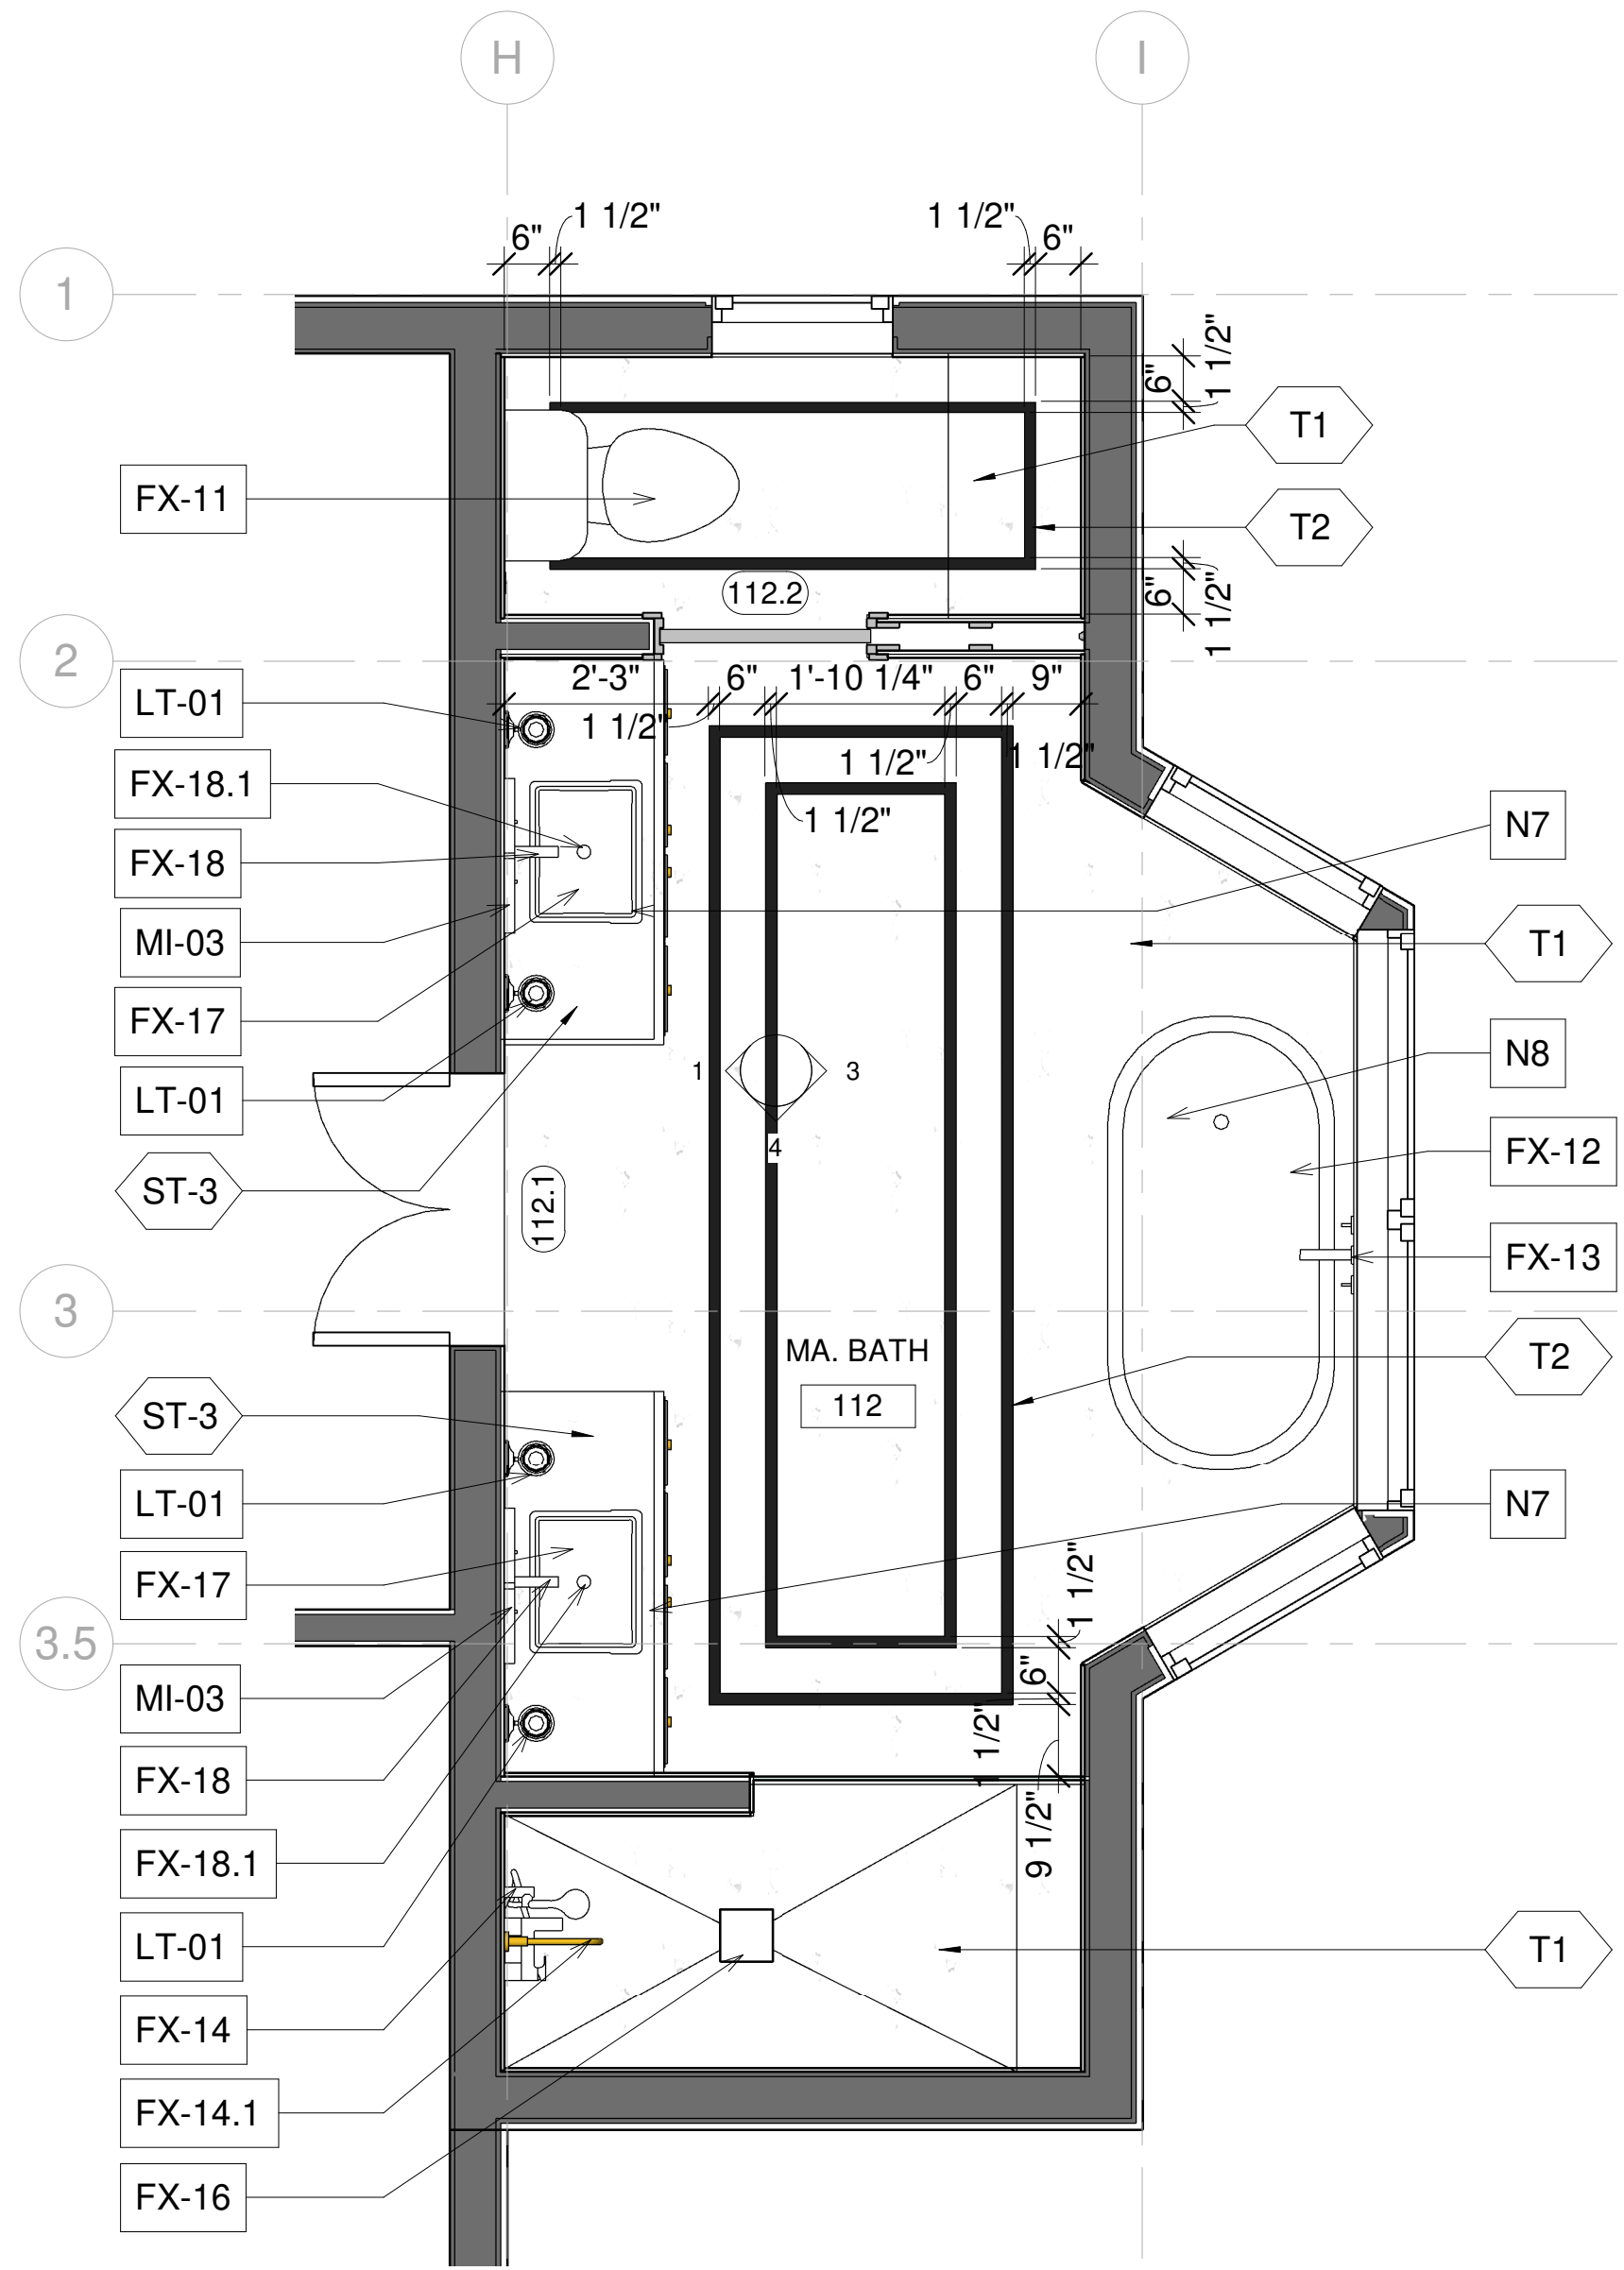 H
I
1 1/2"
1 1/2"
6"
6"
1
1 1/2"
6"
T1
FX-11
T2
112.2
6"
1 1/2"
2
2'-3"
6"
1'-10 1/4"
6"
9"
LT-01
1 1/2"
1 1/2"
1 1/2"
FX-18.1
1 1/2"
N7
FX-18
MI-03
T1
FX-17
N8
1
3
LT-01
4
FX-12
ST-3
112.1
FX-13
3
MA. BATH
T2
112
ST-3
LT-01
N7
FX-17
1 1/2"
3.5
6"
MI-03
1 1/2"
FX-18
9 1/2"
FX-18.1
LT-01
T1
FX-14
FX-14.1
FX-16